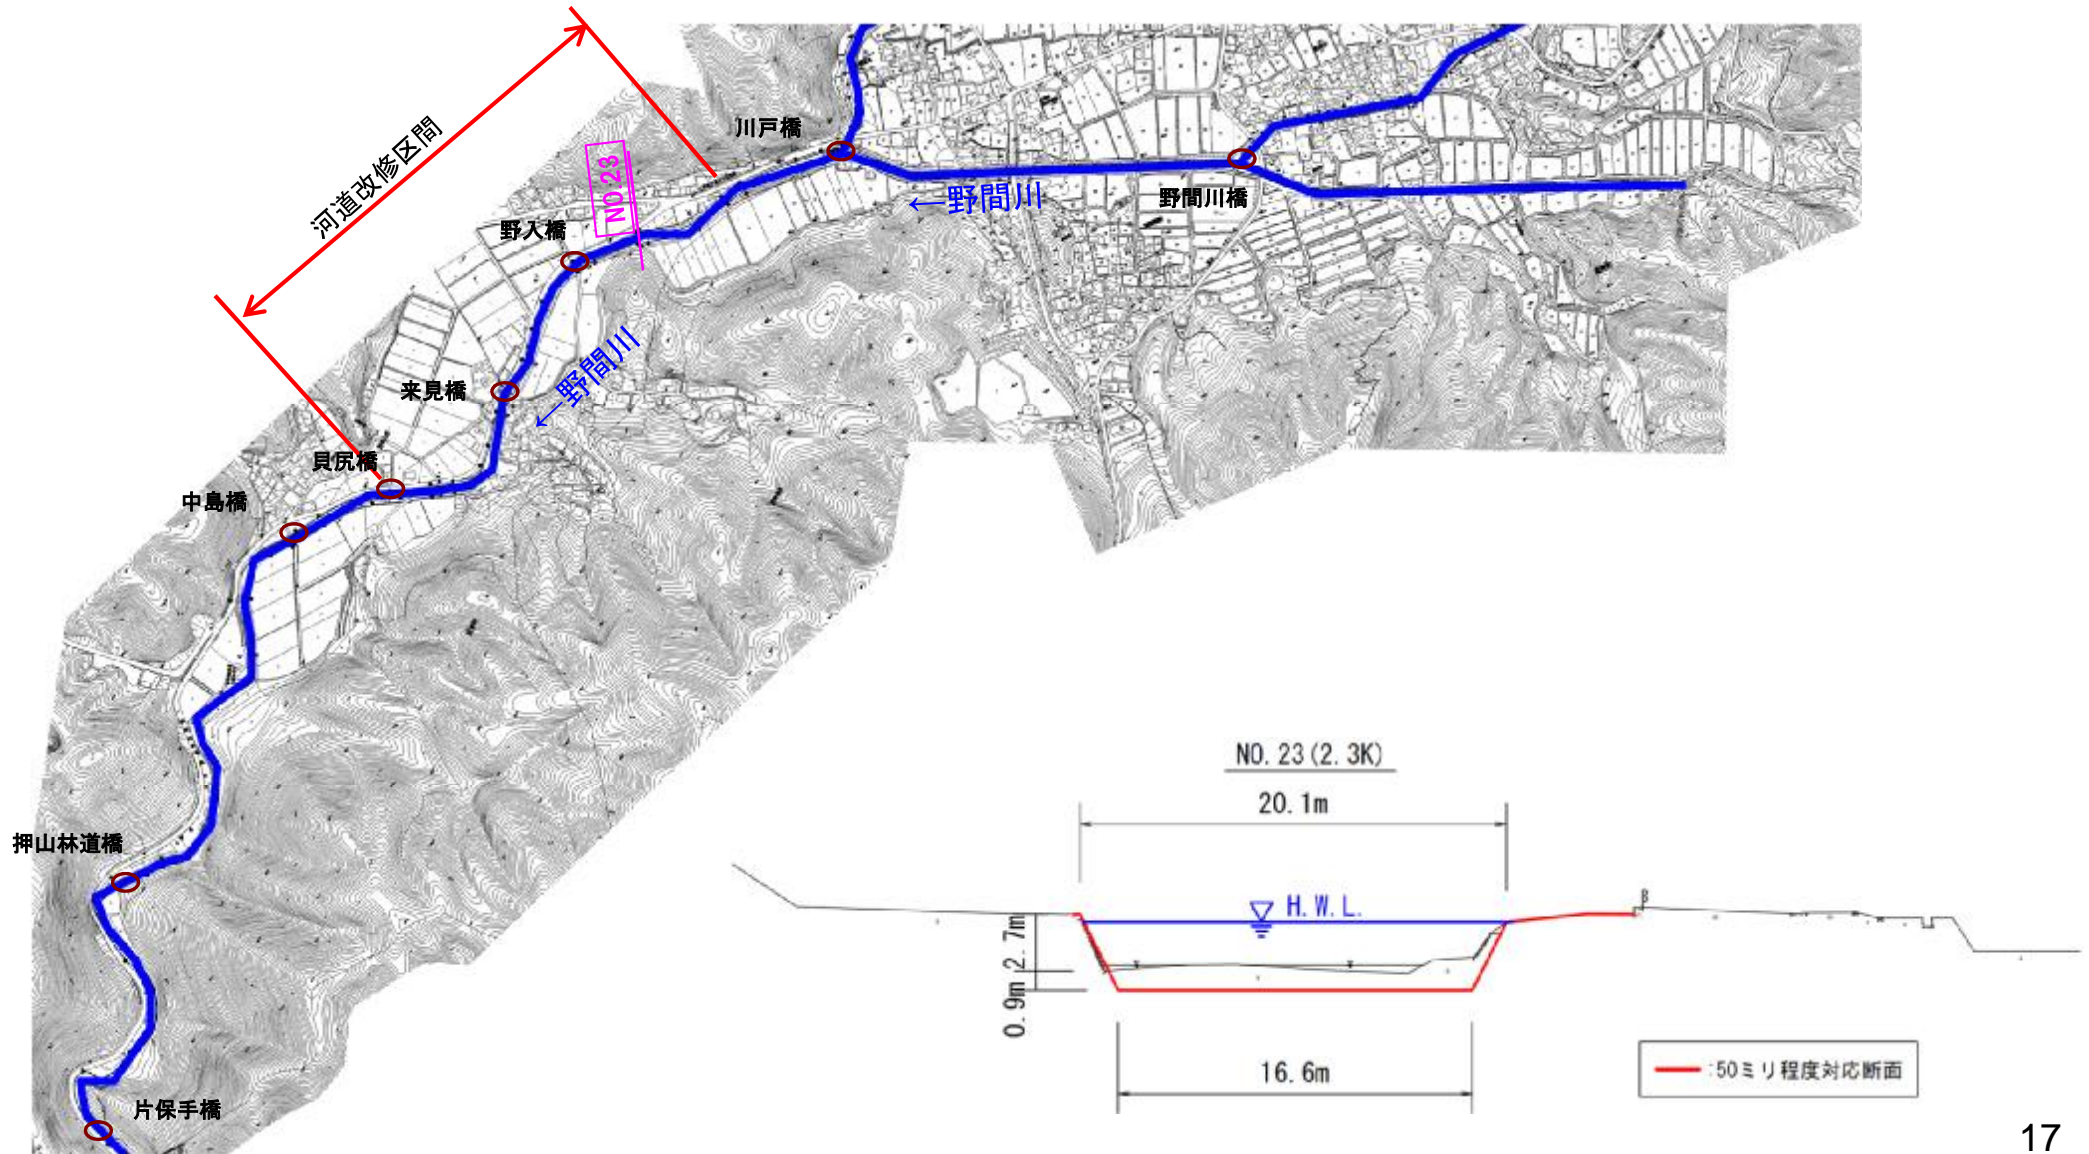 河道改修区間
川戸橋
NO.23
野入橋
←野間川
野間川橋
←野間川
来見橋
貝尻橋
中島橋
押山林道橋
片保手橋
NO. 23 (2. 3K)
20. 1m
H. W. L.
2. 7m
0. 9m
16. 6m
:50ミリ程度対応断面
17